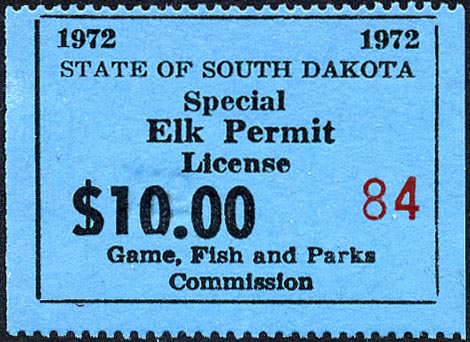 1972 1972
STATE OF SOUTH DAKOTA
Special
Elk Permit
License
$10.00 84
Game, Fish and Parks
Commission